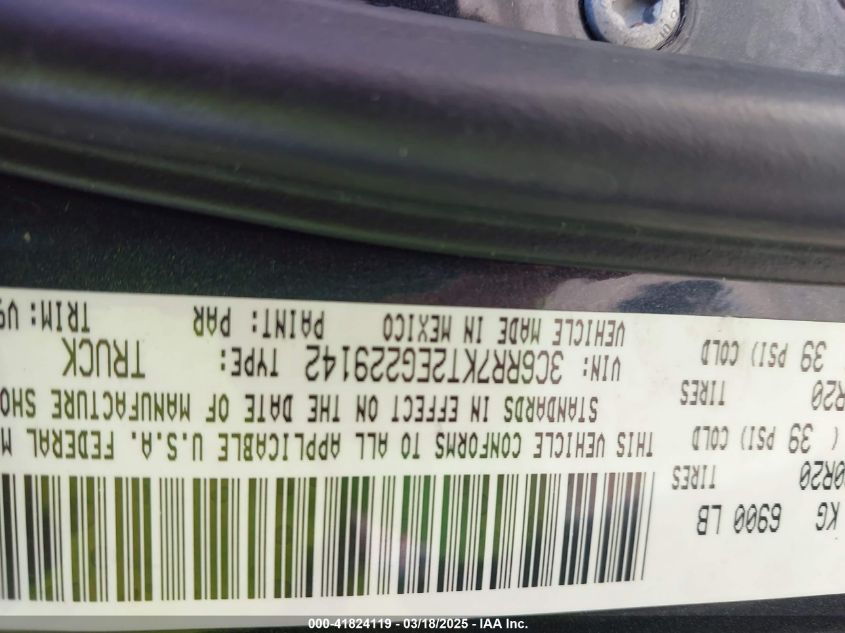 KG 6900 LB
0R20 TIRES
( 39 PSI) COLD
R20 TIRES
39 PSI) COLD
THIS VEHICLE CONFORMS TO ALL APPLICABLE U.S.A. FEDERAL M
STANDARDS IN EFFECT ON THE DATE OF MANUFACTURE SHO
VIN: 3C6RR7KT2EG229142 TYPE: TRUCK
VEHICLE MADE IN MEXICO PAINT: PAR TRIM: V9
000-41824119 - 03/18/2025 - IAA Inc.